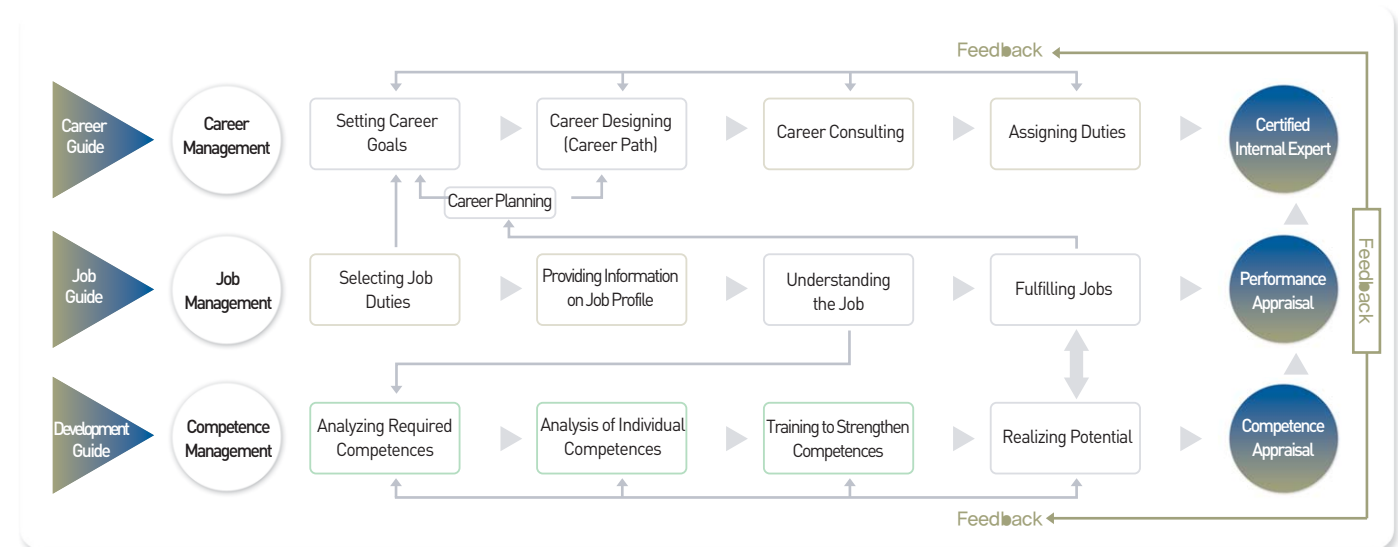 Feedback
Career
Guide
Career
Management
Setting Career
Goals
Career Designing
(Career Path)
Career Consulting
Assigning Duties
Certified
Internal Expert
Career Planning
Job
Guide
Job
Management
Selecting Job
Duties
Providing Information
on Job Profile
Understanding
the Job
Fulfilling Jobs
Performance
Appraisal
Feedback
Development
Guide
Competence
Management
Analyzing Required
Competences
Analysis of Individual
Competences
Training to Strengthen
Competences
Realizing Potential
Competence
Appraisal
Feedback